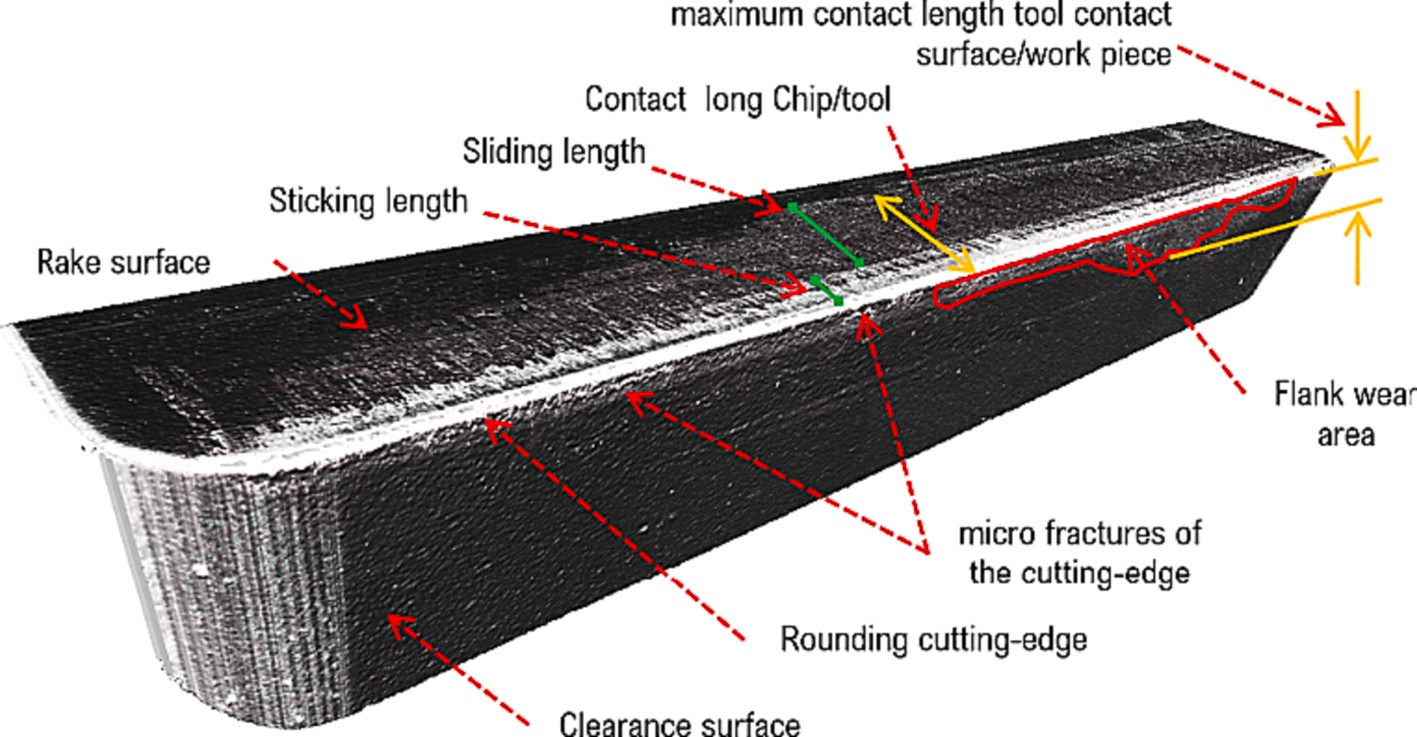 maximum contact length tool contact
surface/work piece
Contact long Chip/tool
Sliding length
Sticking length
Rake surface
Flank wear
area
micro fractures of
the cutting-edge
Rounding cutting-edge
Clearance surface